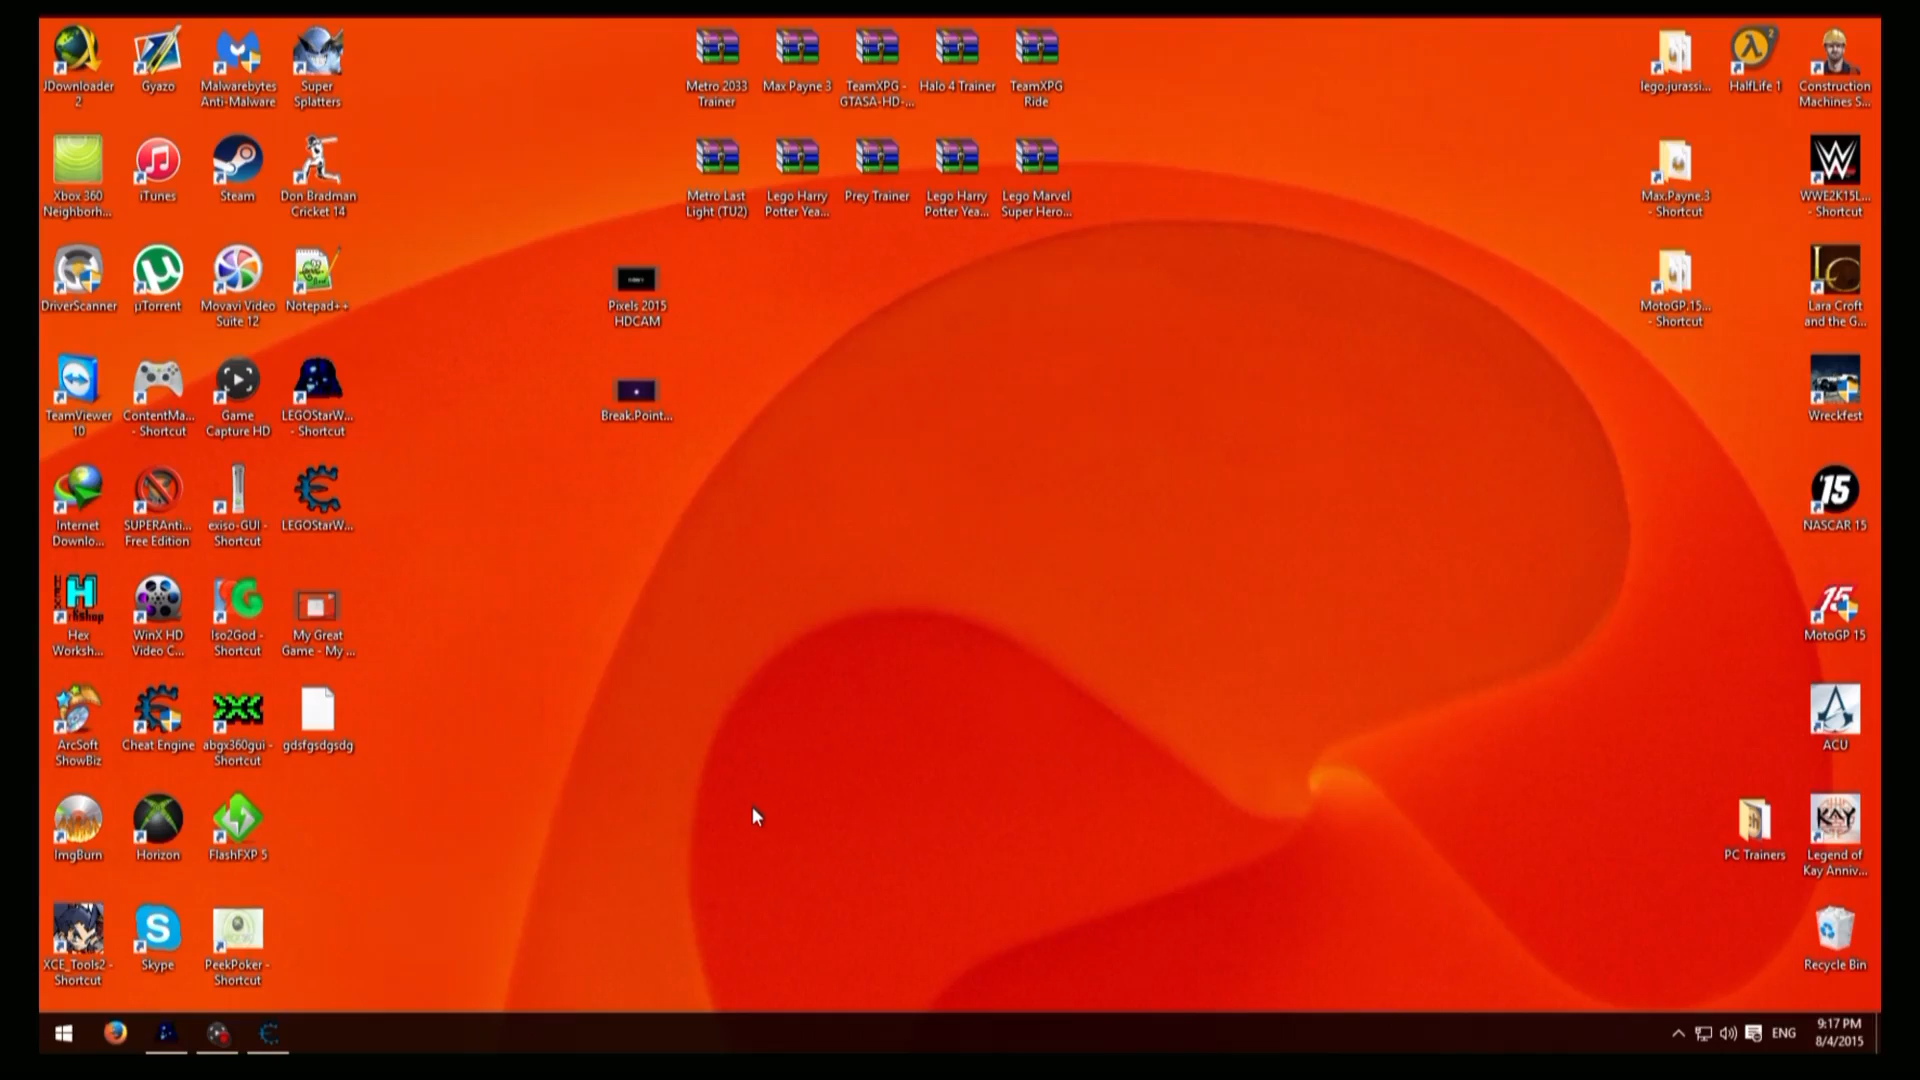 JDownloader
2
Gyazo
Malwarebytes
Anti-Malware
Super
Splatters
Metro 2033
Trainer
Max Payne 3
TeamXPG -
GTASA-HD-...
Halo 4 Trainer
TeamXPG
Ride
lego.jurassi...
HalfLife 1
Construction
Machines S...
Xbox 360
Neighborh...
iTunes
Steam
Don Bradman
Cricket 14
Metro Last
Light (TU2)
Lego Harry
Potter Yea...
Prey Trainer
Lego Harry
Potter Yea...
Lego Marvel
Super Hero...
Max.Payne.3
- Shortcut
WWE2K15L...
- Shortcut
DriverScanner
µTorrent
Movavi Video
Suite 12
Notepad++
Pixels 2015
HDCAM
MotoGP.15...
- Shortcut
Lara Croft
and the G...
TeamViewer
10
ContentMa...
- Shortcut
Game
Capture HD
LEGOStarW...
- Shortcut
Break.Point...
Wreckfest
Internet
Downlo...
SUPERAnti...
Free Edition
exiso-GUI -
Shortcut
LEGOStarW...
'15
NASCAR 15
Hex
Worksh...
WinX HD
Video C...
Iso2God -
Shortcut
My Great
Game - My ...
15
MotoGP 15
ArcSoft
ShowBiz
Cheat Engine
abgx360gui -
Shortcut
gdsfgsdgsdg
ACU
ImgBurn
Horizon
FlashFXP 5
PC Trainers
KAY
Legend of
Kay Anniv...
XCE_Tools2 -
Shortcut
Skype
PeekPoker -
Shortcut
Recycle Bin
ENG
9:17 PM
8/4/2015